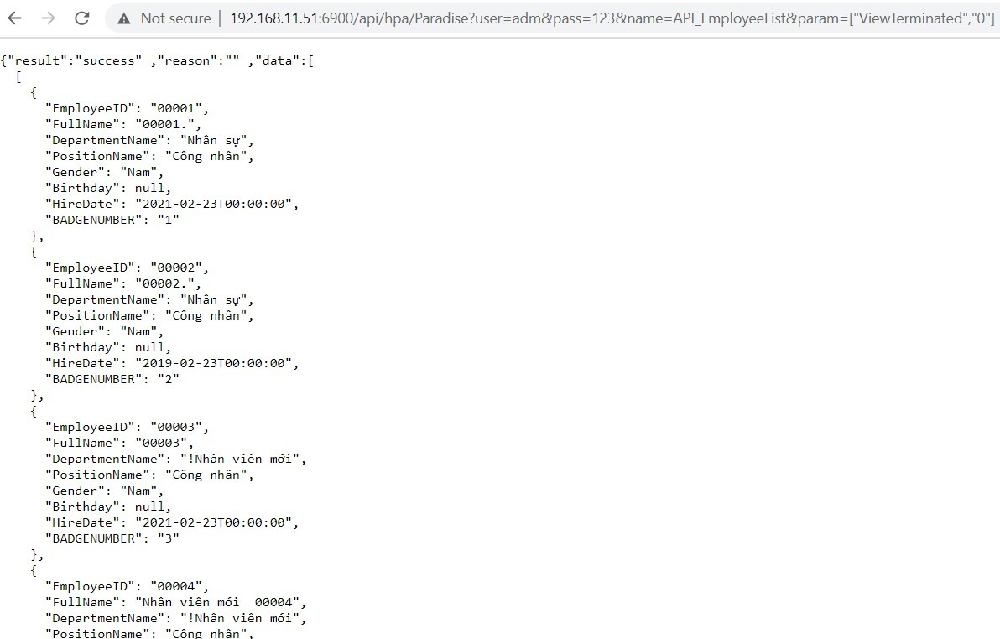 Not secure | 192.168.11.51:6900/api/hpa/Paradise?user=adm&pass=123&name=API_EmployeeList&param=["ViewTerminated","0"]
{"result":"success" ,"reason":"" ,"data":[
  [
    {
      "EmployeeID": "00001",
      "FullName": "00001.",
      "DepartmentName": "Nhân sự",
      "PositionName": "Công nhân",
      "Gender": "Nam",
      "Birthday": null,
      "HireDate": "2021-02-23T00:00:00",
      "BADGENUMBER": "1"
    },
    {
      "EmployeeID": "00002",
      "FullName": "00002.",
      "DepartmentName": "Nhân sự",
      "PositionName": "Công nhân",
      "Gender": "Nam",
      "Birthday": null,
      "HireDate": "2019-02-23T00:00:00",
      "BADGENUMBER": "2"
    },
    {
      "EmployeeID": "00003",
      "FullName": "00003",
      "DepartmentName": "!Nhân viên mới",
      "PositionName": "Công nhân",
      "Gender": "Nam",
      "Birthday": null,
      "HireDate": "2021-02-23T00:00:00",
      "BADGENUMBER": "3"
    },
    {
      "EmployeeID": "00004",
      "FullName": "Nhân viên mới  00004",
      "DepartmentName": "!Nhân viên mới",
      "PositionName": "Công nhân",